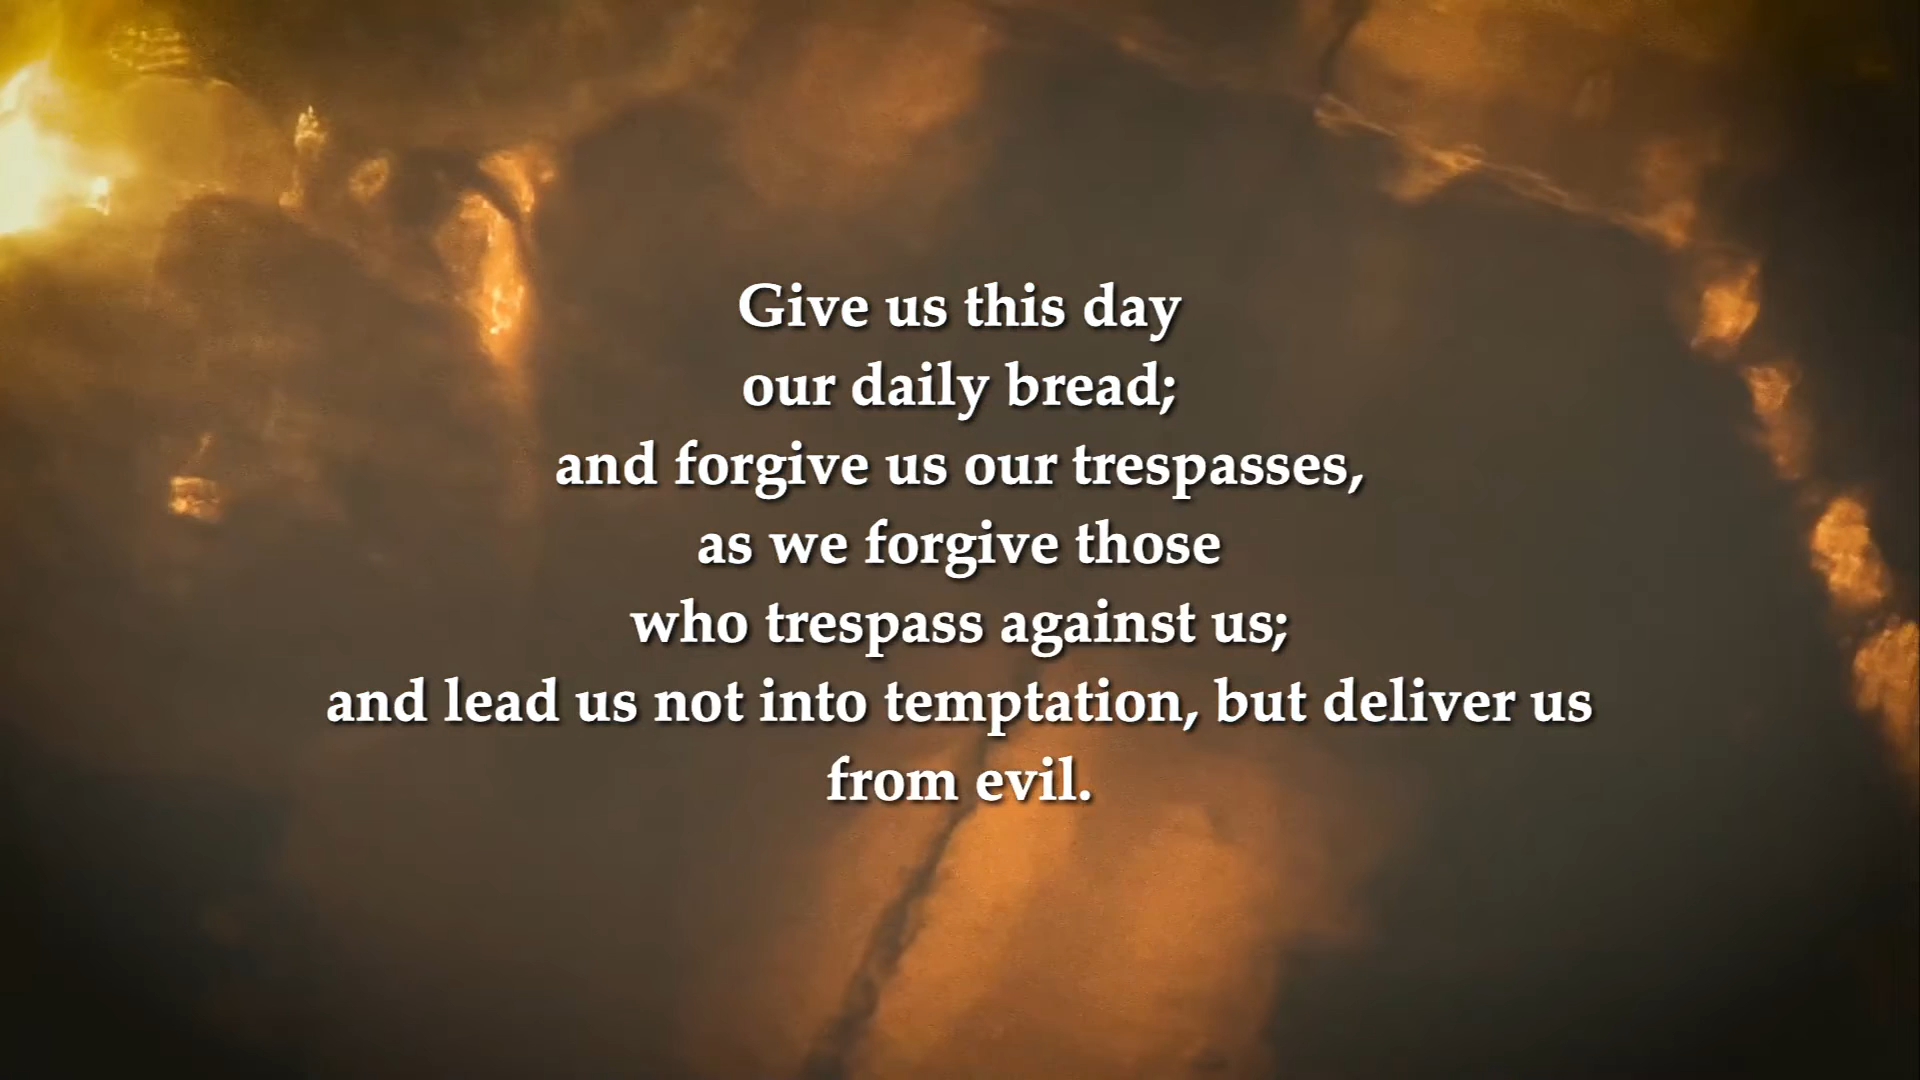 Give us this day
our daily bread;
and forgive us our trespasses,
as we forgive those
who trespass against us;
and lead us not into temptation, but deliver us
from evil.